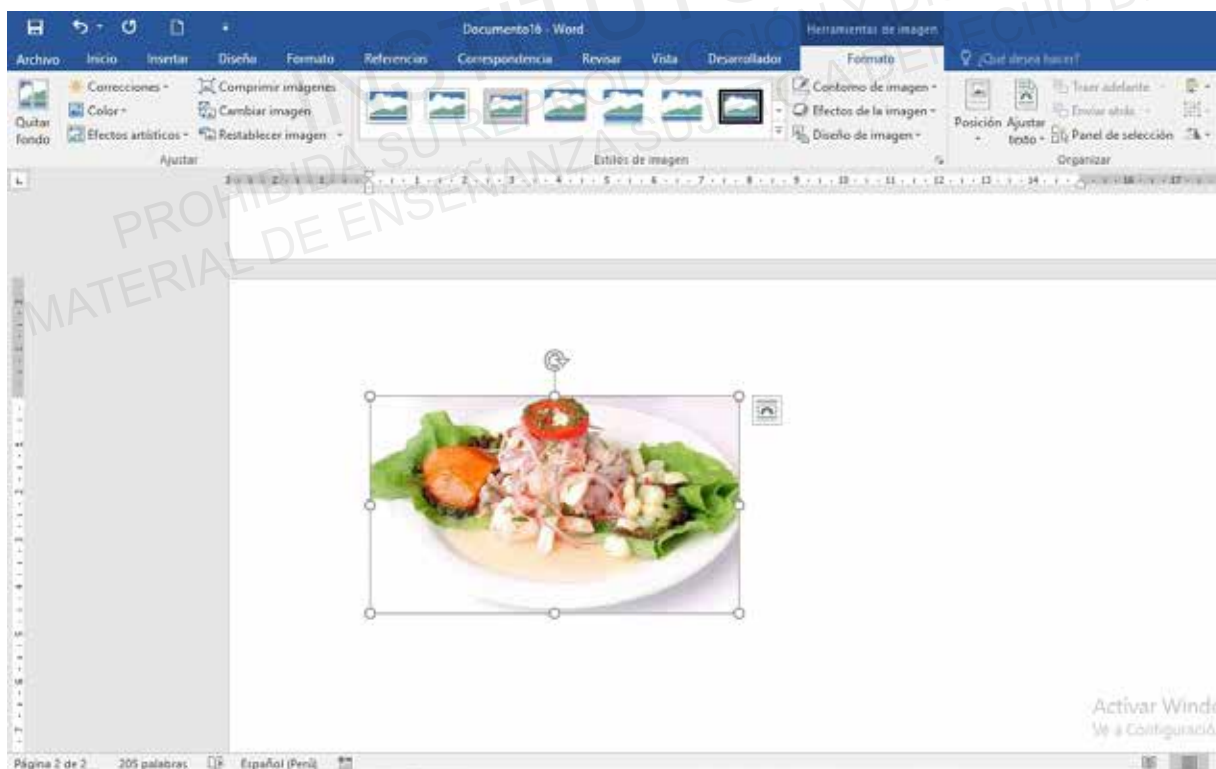 Documento16 - Word
Herramientas de imagen
Archivo Inicio Insertar Diseño Formato Referencias Correspondencia Revisar Vista Desarrollador Formato ¿Qué desea hacer?
Quitar fondo
Correcciones
Color
Efectos artísticos
Comprimir imágenes
Cambiar imagen
Restablecer imagen
Ajustar
Estilos de imagen
Contorno de imagen
Efectos de la imagen
Diseño de imagen
Posición
Ajustar texto
Traer adelante
Enviar atrás
Panel de selección
Organizar
PROHIBIDA SU REPRODUCCIÓN Y
MATERIAL DE ENSEÑANZA SUJ A DERECHO
Activar Windo
Ve a Configuració
Página 2 de 2 205 palabras Español (Perú)